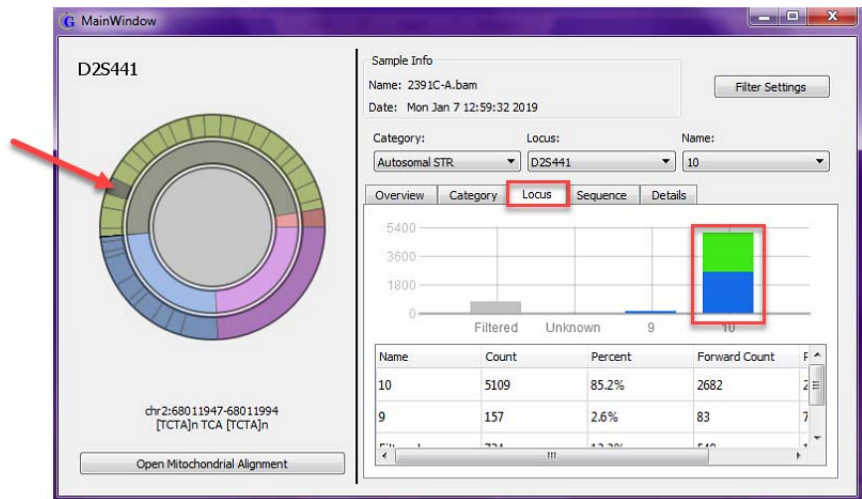 G MainWindow
D2S441
Sample Info
Name: 2391C-A.bam
Date: Mon Jan 7 12:59:32 2019
Filter Settings
Category: Locus: Name:
Autosomal STR D2S441 10
Overview Category Locus Sequence Details
5400
3600
1800
0
Filtered Unknown 9 10
Name Count Percent Forward Count
10 5109 85.2% 2682 2
9 157 2.6% 83 7
chr2:68011947-68011994
[TCTA]n TCA [TCTA]n
Open Mitochondrial Alignment